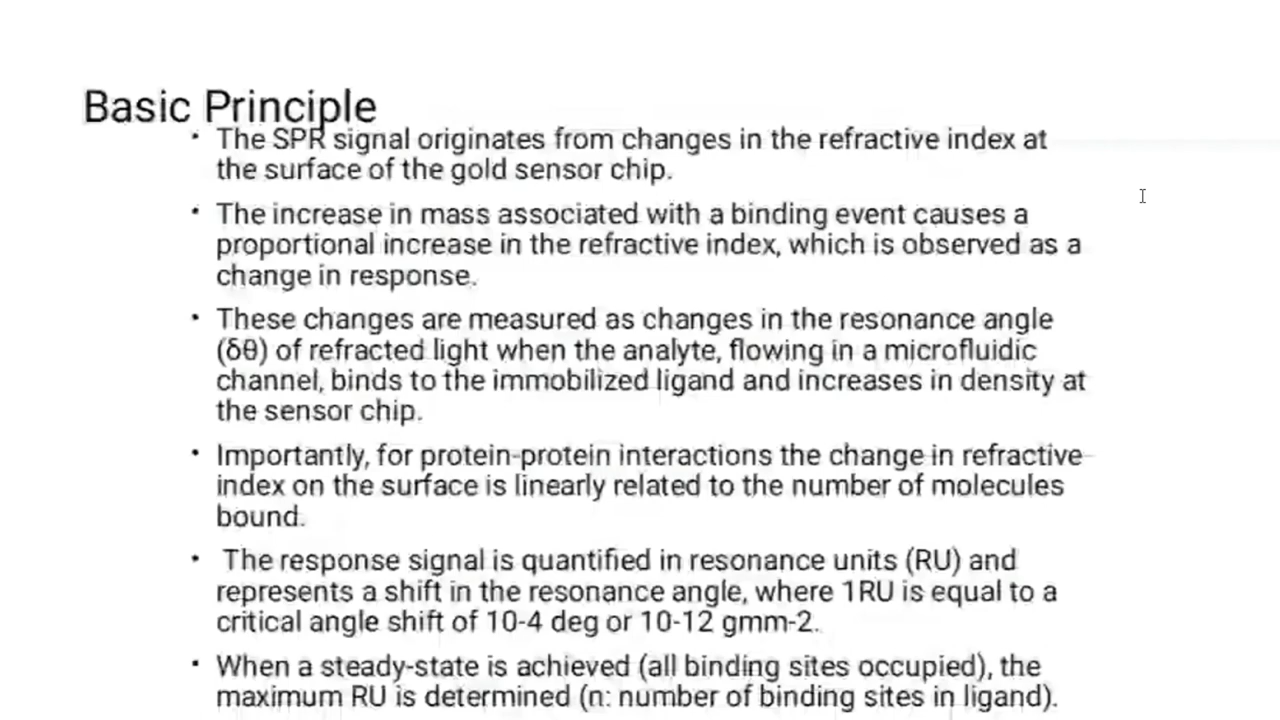 Basic Principle
• The SPR signal originates from changes in the refractive index at
the surface of the gold sensor chip.
• The increase in mass associated with a binding event causes a
proportional increase in the refractive index, which is observed as a
change in response.
• These changes are measured as changes in the resonance angle
(δθ) of refracted light when the analyte, flowing in a microfluidic
channel, binds to the immobilized ligand and increases in density at
the sensor chip.
• Importantly, for protein-protein interactions the change in refractive
index on the surface is linearly related to the number of molecules
bound.
• The response signal is quantified in resonance units (RU) and
represents a shift in the resonance angle, where 1RU is equal to a
critical angle shift of 10-4 deg or 10-12 gmm-2.
• When a steady-state is achieved (all binding sites occupied), the
maximum RU is determined (n: number of binding sites in ligand).